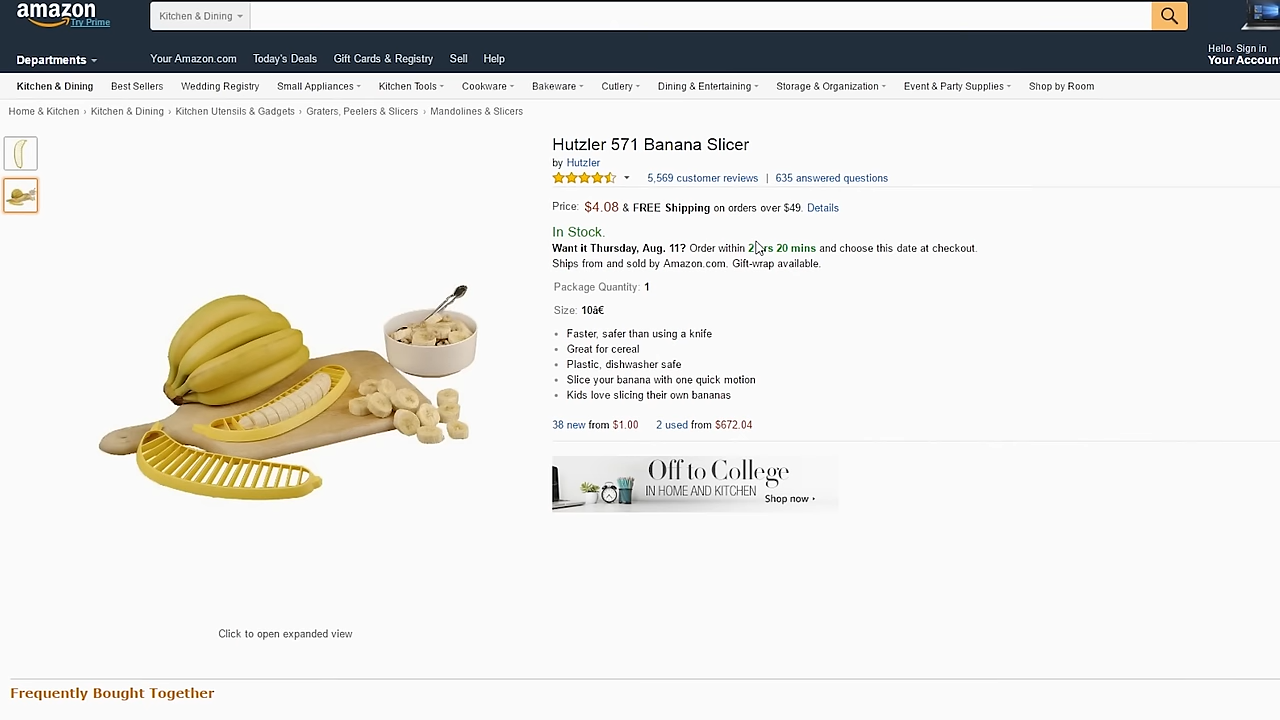 amazon
Try Prime
Kitchen & Dining
Hello. Sign in
Departments
Your Amazon.com Today's Deals Gift Cards & Registry Sell Help
Your Accoun
Kitchen & Dining Best Sellers Wedding Registry Small Appliances Kitchen Tools Cookware Bakeware Cutlery Dining & Entertaining Storage & Organization Event & Party Supplies Shop by Room
Home & Kitchen › Kitchen & Dining › Kitchen Utensils & Gadgets › Graters, Peelers & Slicers › Mandolines & Slicers
Hutzler 571 Banana Slicer
by Hutzler
5,569 customer reviews | 635 answered questions
Price: $4.08 & FREE Shipping on orders over $49. Details
In Stock.
Want it Thursday, Aug. 11? Order within 20 mins and choose this date at checkout.
Ships from and sold by Amazon.com. Gift-wrap available.
Package Quantity: 1
Size: 10â€
• Faster, safer than using a knife
• Great for cereal
• Plastic, dishwasher safe
• Slice your banana with one quick motion
• Kids love slicing their own bananas
38 new from $1.00 2 used from $672.04
Off to College
IN HOME AND KITCHEN
Shop now ›
Click to open expanded view
Frequently Bought Together